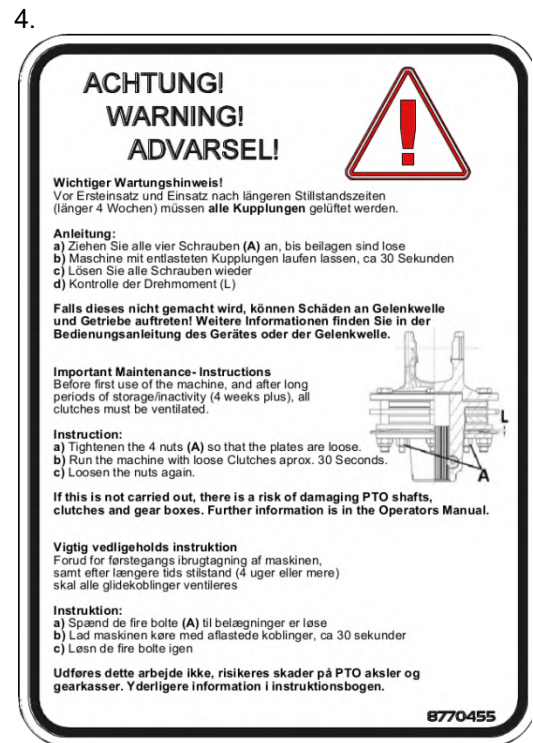 4.
ACHTUNG!
WARNING!
ADVARSEL!
Wichtiger Wartungshinweis!
Vor Ersteinsatz und Einsatz nach längeren Stillstandszeiten
(länger 4 Wochen) müssen alle Kupplungen gelüftet werden.
Anleitung:
a) Ziehen Sie alle vier Schrauben (A) an, bis beilagen sind lose
b) Maschine mit entlasteten Kupplungen laufen lassen, ca 30 Sekunden
c) Lösen Sie alle Schrauben wieder
d) Kontrolle der Drehmoment (L)
Falls dieses nicht gemacht wird, können Schäden an Gelenkwelle
und Getriebe auftreten! Weitere Informationen finden Sie in der
Bedienungsanleitung des Gerätes oder der Gelenkwelle.
Important Maintenance- Instructions
Before first use of the machine, and after long
periods of storage/inactivity (4 weeks plus), all
clutches must be ventilated.
Instruction:
a) Tightenen the 4 nuts (A) so that the plates are loose.
b) Run the machine with loose Clutches aprox. 30 Seconds.
c) Loosen the nuts again.
L
A
If this is not carried out, there is a risk of damaging PTO shafts,
clutches and gear boxes. Further information is in the Operators Manual.
Vigtig vedligeholds instruktion
Forud for førstegangs ibrugtagning af maskinen,
samt efter længere tids stilstand (4 uger eller mere)
skal alle glidekoblinger ventileres
Instruktion:
a) Spænd de fire bolte (A) til belægninger er løse
b) Lad maskinen køre med aflastede koblinger, ca 30 sekunder
c) Løsn de fire bolte igen
Udføres dette arbejde ikke, risikeres skader på PTO aksler og
gearkasser. Yderligere information i instruktionsbogen.
8770455